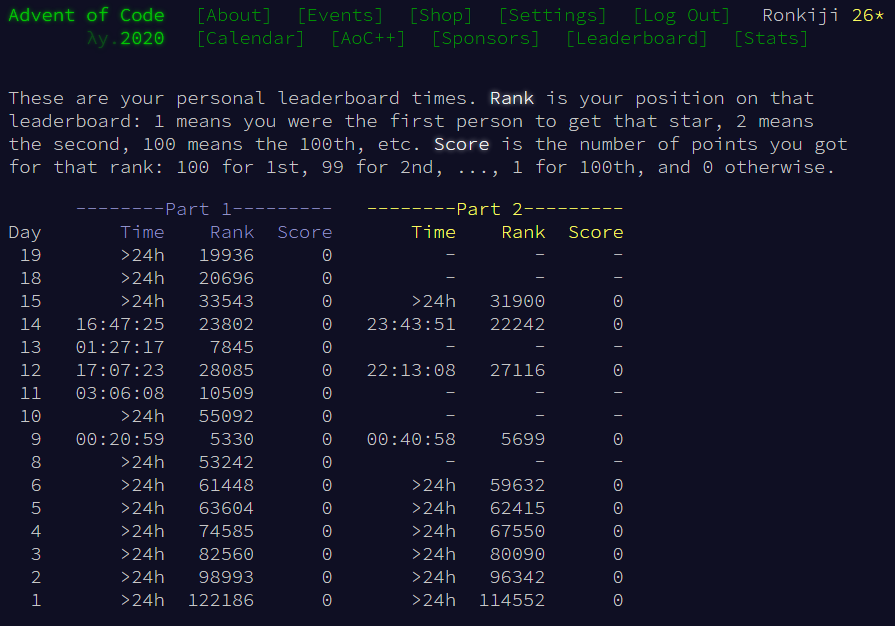 Advent of Code [About] [Events] [Shop] [Settings] [Log Out] Ronkiji 26*
λy.2020 [Calendar] [AoC++] [Sponsors] [Leaderboard] [Stats]
These are your personal leaderboard times. Rank is your position on that
leaderboard: 1 means you were the first person to get that star, 2 means
the second, 100 means the 100th, etc. Score is the number of points you got
for that rank: 100 for 1st, 99 for 2nd, ..., 1 for 100th, and 0 otherwise.
--------Part 1--------- --------Part 2---------
Day Time Rank Score Time Rank Score
19 >24h 19936 0 - - -
18 >24h 20696 0 - - -
15 >24h 33543 0 >24h 31900 0
14 16:47:25 23802 0 23:43:51 22242 0
13 01:27:17 7845 0 - - -
12 17:07:23 28085 0 22:13:08 27116 0
11 03:06:08 10509 0 - - -
10 >24h 55092 0 - - -
9 00:20:59 5330 0 00:40:58 5699 0
8 >24h 53242 0 - - -
6 >24h 61448 0 >24h 59632 0
5 >24h 63604 0 >24h 62415 0
4 >24h 74585 0 >24h 67550 0
3 >24h 82560 0 >24h 80090 0
2 >24h 98993 0 >24h 96342 0
1 >24h 122186 0 >24h 114552 0